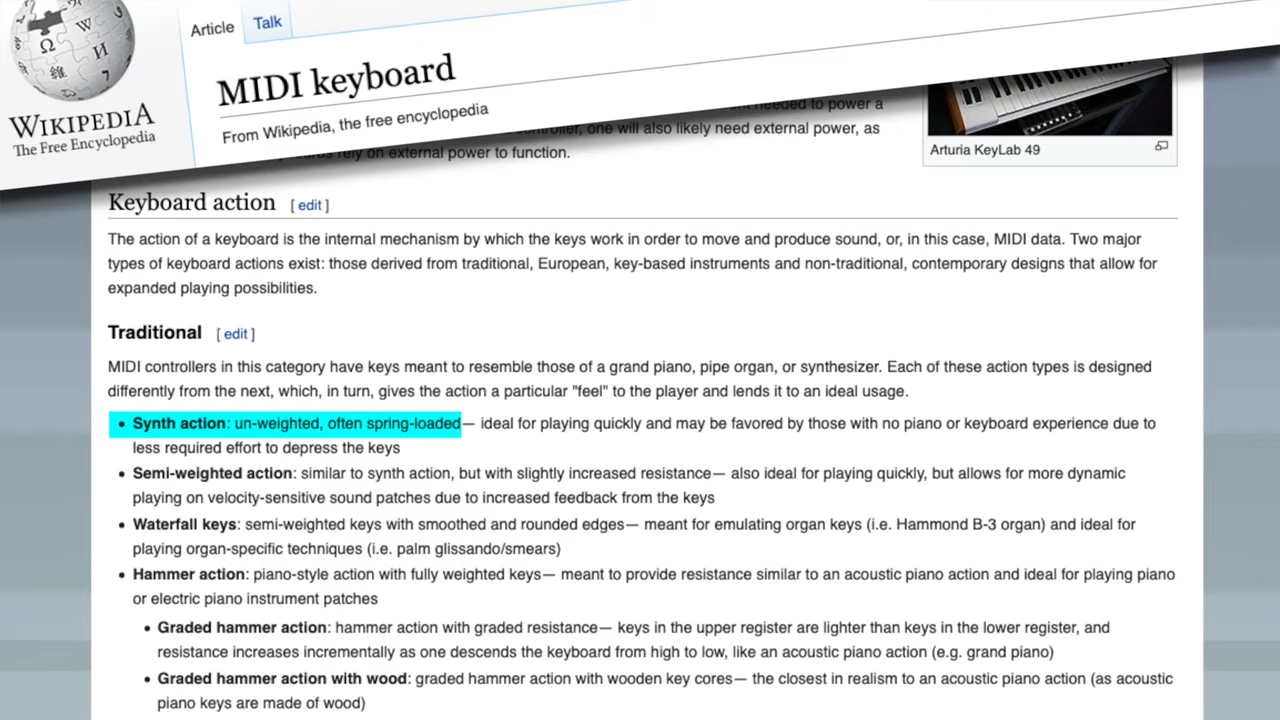 Article Talk
WIKIPEDIA
The Free Encyclopedia
MIDI keyboard
From Wikipedia, the free encyclopedia
needed to power a
controller, one will also likely need external power, as
rely on external power to function.
Arturia KeyLab 49
Keyboard action [ edit ]
The action of a keyboard is the internal mechanism by which the keys work in order to move and produce sound, or, in this case, MIDI data. Two major
types of keyboard actions exist: those derived from traditional, European, key-based instruments and non-traditional, contemporary designs that allow for
expanded playing possibilities.
Traditional [ edit ]
MIDI controllers in this category have keys meant to resemble those of a grand piano, pipe organ, or synthesizer. Each of these action types is designed
differently from the next, which, in turn, gives the action a particular "feel" to the player and lends it to an ideal usage.
• Synth action: un-weighted, often spring-loaded— ideal for playing quickly and may be favored by those with no piano or keyboard experience due to
less required effort to depress the keys
• Semi-weighted action: similar to synth action, but with slightly increased resistance— also ideal for playing quickly, but allows for more dynamic
playing on velocity-sensitive sound patches due to increased feedback from the keys
• Waterfall keys: semi-weighted keys with smoothed and rounded edges— meant for emulating organ keys (i.e. Hammond B-3 organ) and ideal for
playing organ-specific techniques (i.e. palm glissando/smears)
• Hammer action: piano-style action with fully weighted keys— meant to provide resistance similar to an acoustic piano action and ideal for playing piano
or electric piano instrument patches
• Graded hammer action: hammer action with graded resistance— keys in the upper register are lighter than keys in the lower register, and
resistance increases incrementally as one descends the keyboard from high to low, like an acoustic piano action (e.g. grand piano)
• Graded hammer action with wood: graded hammer action with wooden key cores— the closest in realism to an acoustic piano action (as acoustic
piano keys are made of wood)